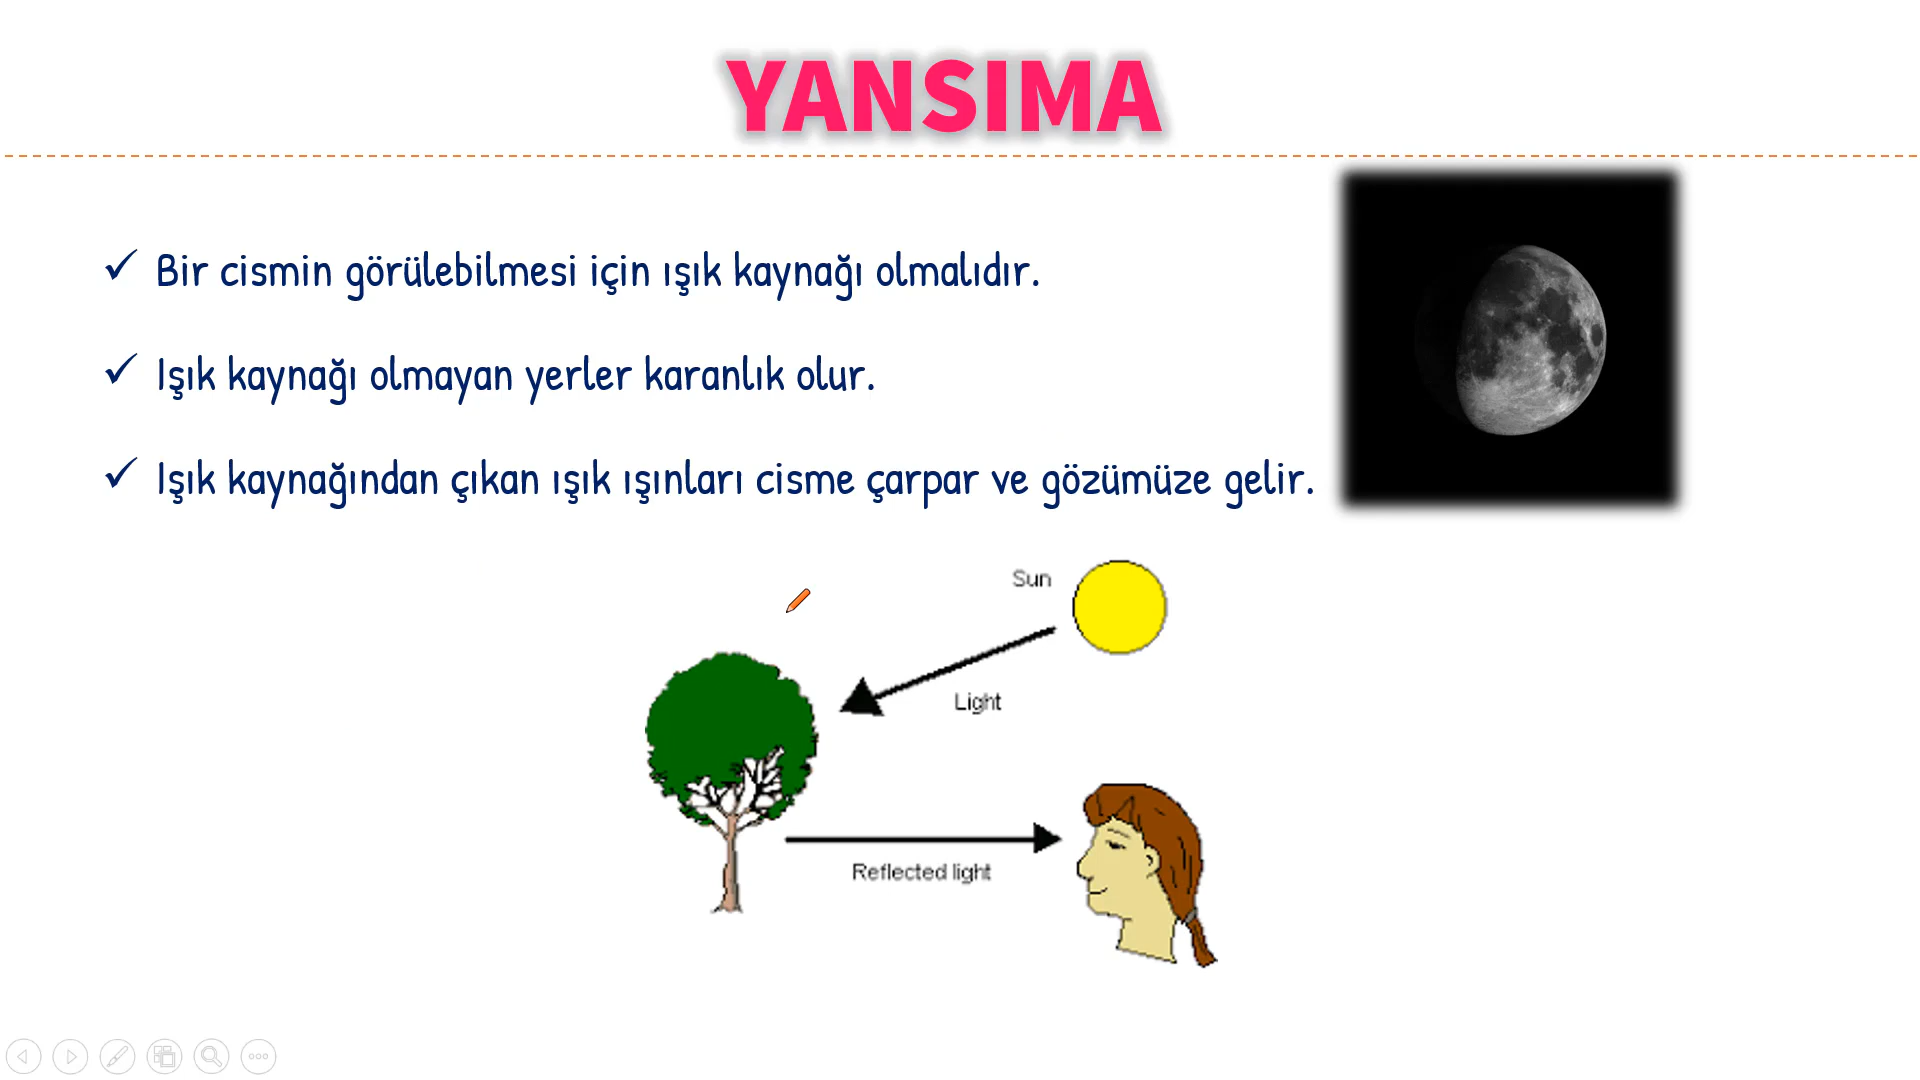 YANSIMA
Bir cismin görülebilmesi için ışık kaynağı olmalıdır.
Işık kaynağı olmayan yerler karanlık olur.
Işık kaynağından çıkan ışık ışınları cisme çarpar ve gözümüze gelir.
Sun
Light
Reflected light